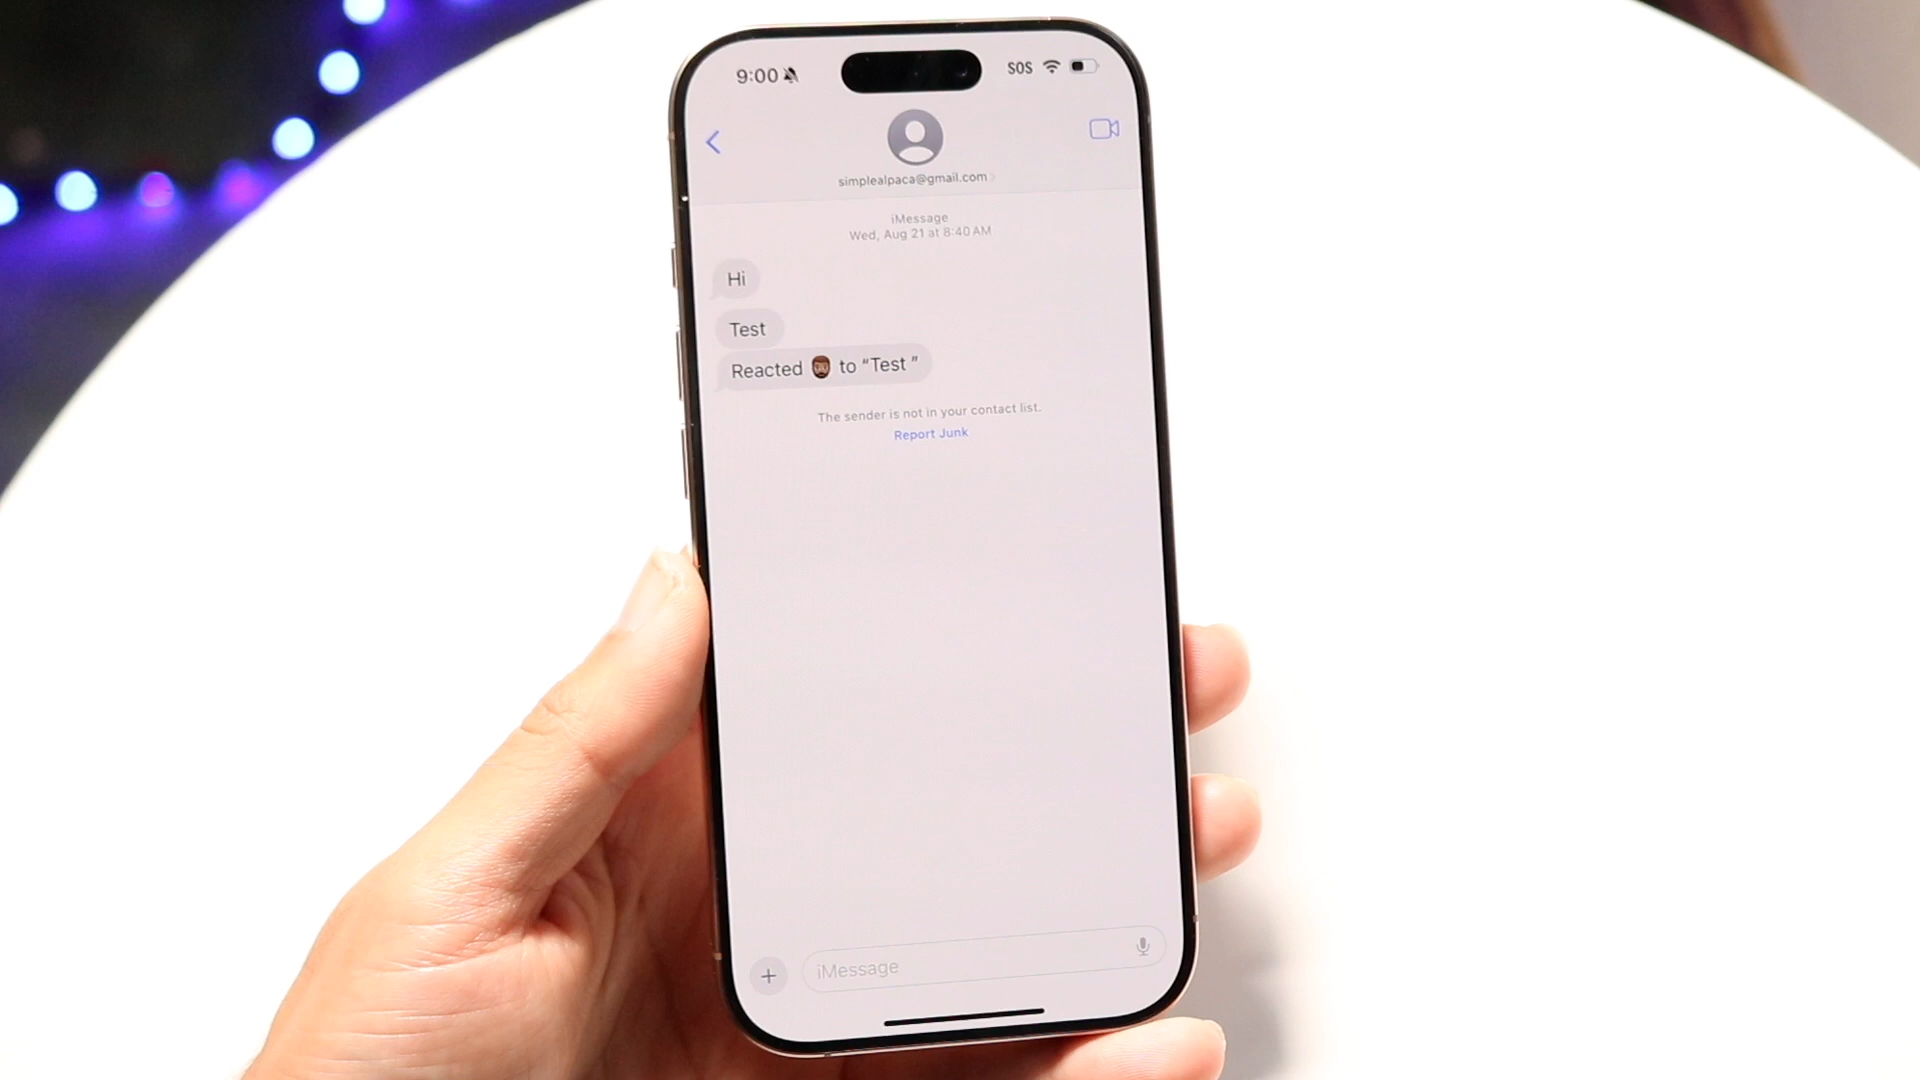 9:00
SOS
simplealpaca@gmail.com
iMessage
Wed, Aug 21 at 8:40 AM
Hi
Test
Reacted 🧔🏾‍♂️ to “Test ”
The sender is not in your contact list.
Report Junk
iMessage